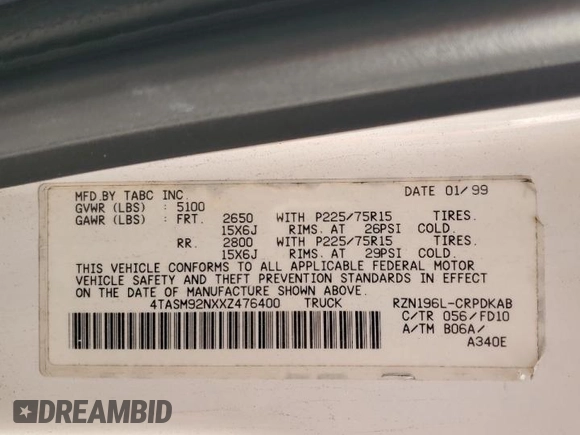 MFD.BY TABC INC. DATE 01/99
GVWR (LBS) : 5100
GAWR (LBS) : FRT. 2650 WITH P225/75R15 TIRES.
15X6J RIMS. AT 26PSI COLD.
RR. 2800 WITH P225/75R15 TIRES.
15X6J RIMS. AT 29PSI COLD.
THIS VEHICLE CONFORMS TO ALL APPLICABLE FEDERAL MOTOR
VEHICLE SAFETY AND THEFT PREVENTION STANDARDS IN EFFECT
ON THE DATE OF MANUFACTURE SHOWN ABOVE.
4TASM92NXXZ476400 TRUCK RZN196L-CRPDKAB
C/TR 056/FD10
A/TM B06A/
A340E
DREAMBID